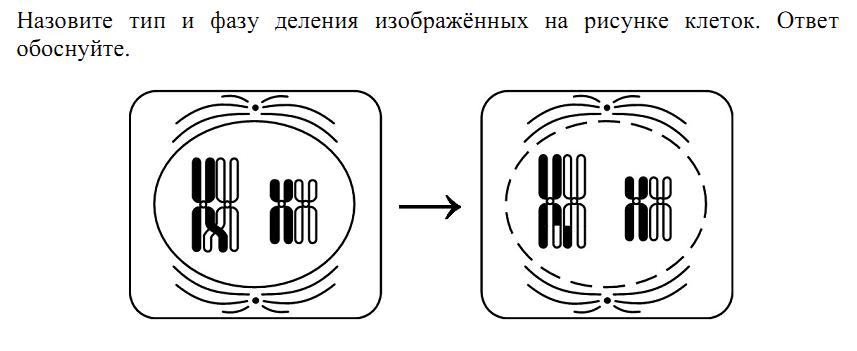 Назовите тип и фазу деления изображённых на рисунке клеток. Ответ
обоснуйте.